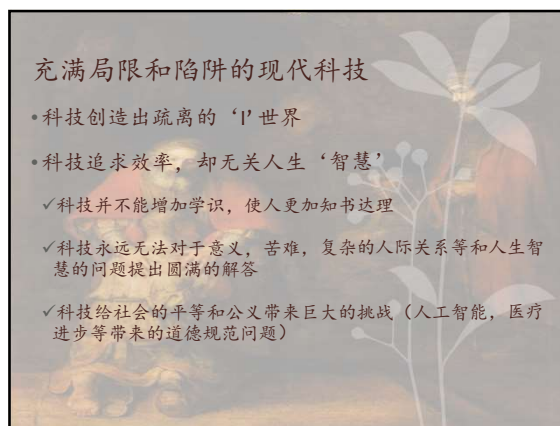 充满局限和陷阱的现代科技
•科技创造出疏离的‘I’世界
•科技追求效率，却无关人生‘智慧’
✓科技并不能增加学识，使人更加知书达理
✓科技永远无法对于意义，苦难，复杂的人际关系等和人生智
慧的问题提出圆满的解答
✓科技给社会的平等和公义带来巨大的挑战（人工智能，医疗
进步等带来的道德规范问题）